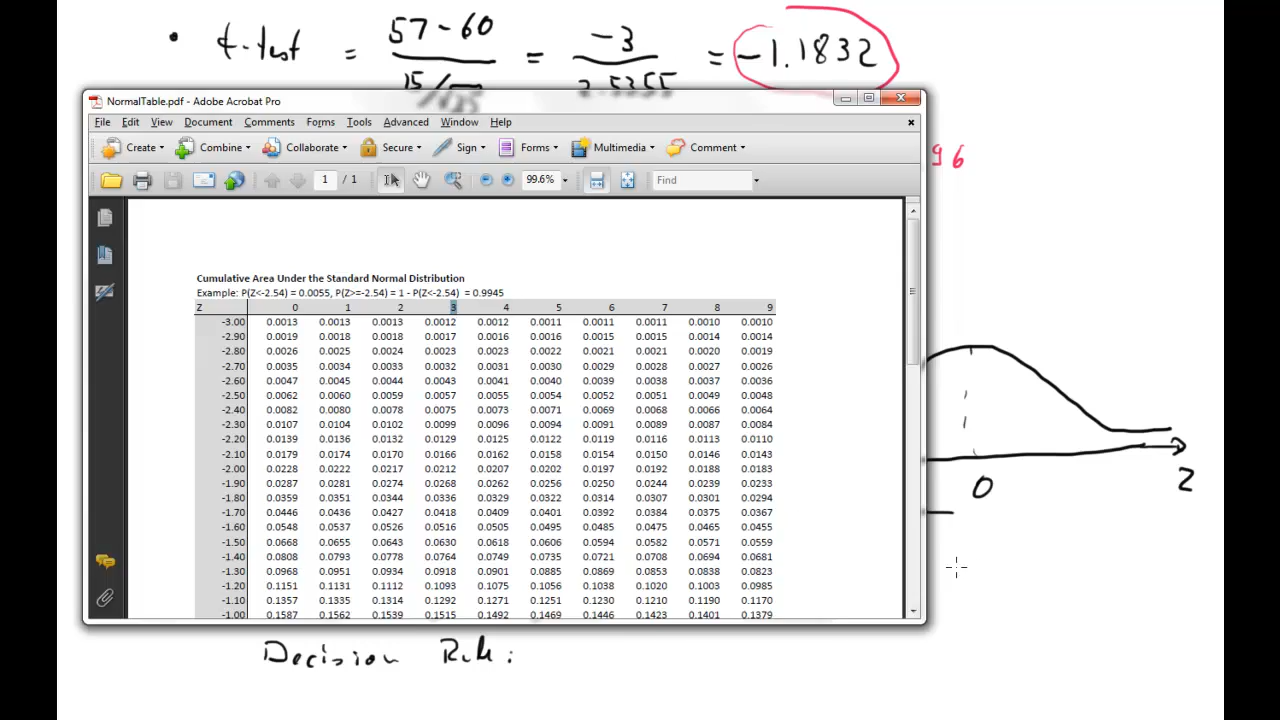 • t-test = 57 - 60 / 15/√35 = -3 / 2.5355 = -1.1832
NormalTable.pdf - Adobe Acrobat Pro
File Edit View Document Comments Forms Tools Advanced Window Help
Create Combine Collaborate Secure Sign Forms Multimedia Comment
1 / 1 99.6% Find
96
Cumulative Area Under the Standard Normal Distribution
Example: P(Z<-2.54) = 0.0055, P(Z>=-2.54) = 1 - P(Z<-2.54) = 0.9945
Z 0 1 2 3 4 5 6 7 8 9
-3.00 0.0013 0.0013 0.0013 0.0012 0.0012 0.0011 0.0011 0.0011 0.0010 0.0010
-2.90 0.0019 0.0018 0.0018 0.0017 0.0016 0.0016 0.0015 0.0015 0.0014 0.0014
-2.80 0.0026 0.0025 0.0024 0.0023 0.0023 0.0022 0.0021 0.0021 0.0020 0.0019
-2.70 0.0035 0.0034 0.0033 0.0032 0.0031 0.0030 0.0029 0.0028 0.0027 0.0026
-2.60 0.0047 0.0045 0.0044 0.0043 0.0041 0.0040 0.0039 0.0038 0.0037 0.0036
-2.50 0.0062 0.0060 0.0059 0.0057 0.0055 0.0054 0.0052 0.0051 0.0049 0.0048
-2.40 0.0082 0.0080 0.0078 0.0075 0.0073 0.0071 0.0069 0.0068 0.0066 0.0064
-2.30 0.0107 0.0104 0.0102 0.0099 0.0096 0.0094 0.0091 0.0089 0.0087 0.0084
-2.20 0.0139 0.0136 0.0132 0.0129 0.0125 0.0122 0.0119 0.0116 0.0113 0.0110
-2.10 0.0179 0.0174 0.0170 0.0166 0.0162 0.0158 0.0154 0.0150 0.0146 0.0143
-2.00 0.0228 0.0222 0.0217 0.0212 0.0207 0.0202 0.0197 0.0192 0.0188 0.0183
-1.90 0.0287 0.0281 0.0274 0.0268 0.0262 0.0256 0.0250 0.0244 0.0239 0.0233
-1.80 0.0359 0.0351 0.0344 0.0336 0.0329 0.0322 0.0314 0.0307 0.0301 0.0294
-1.70 0.0446 0.0436 0.0427 0.0418 0.0409 0.0401 0.0392 0.0384 0.0375 0.0367
-1.60 0.0548 0.0537 0.0526 0.0516 0.0505 0.0495 0.0485 0.0475 0.0465 0.0455
-1.50 0.0668 0.0655 0.0643 0.0630 0.0618 0.0606 0.0594 0.0582 0.0571 0.0559
-1.40 0.0808 0.0793 0.0778 0.0764 0.0749 0.0735 0.0721 0.0708 0.0694 0.0681
-1.30 0.0968 0.0951 0.0934 0.0918 0.0901 0.0885 0.0869 0.0853 0.0838 0.0823
-1.20 0.1151 0.1131 0.1112 0.1093 0.1075 0.1056 0.1038 0.1020 0.1003 0.0985
-1.10 0.1357 0.1335 0.1314 0.1292 0.1271 0.1251 0.1230 0.1210 0.1190 0.1170
-1.00 0.1587 0.1562 0.1539 0.1515 0.1492 0.1469 0.1446 0.1423 0.1401 0.1379
0 Z
Decision Rule: